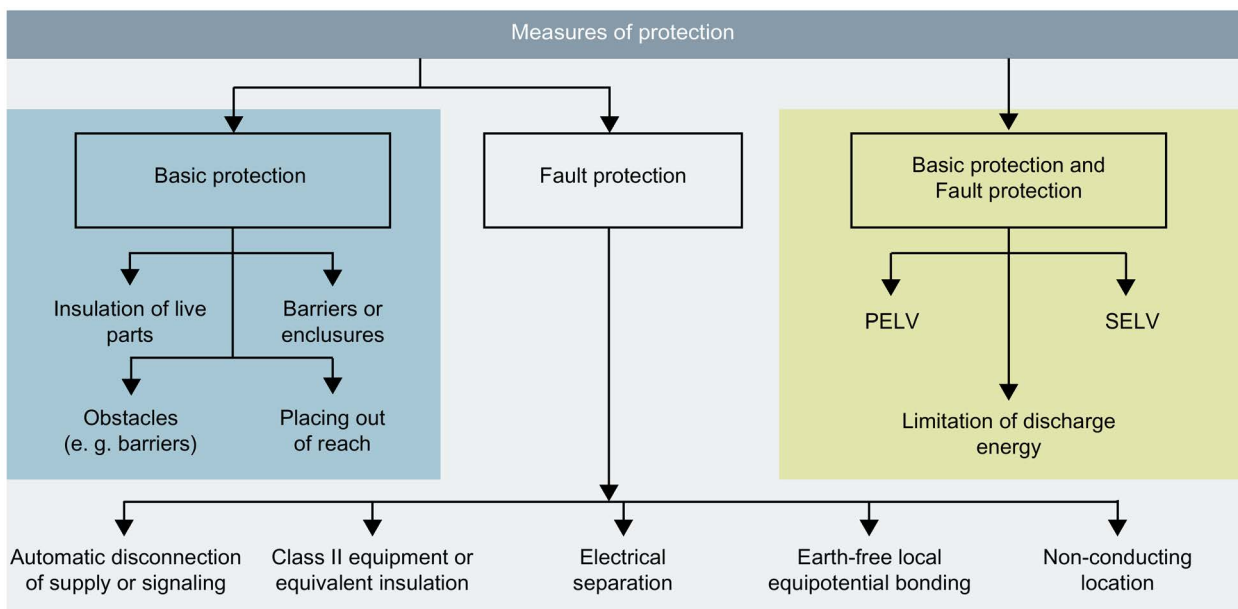 Measures of protection
Basic protection
Fault protection
Basic protection and
Fault protection
Insulation of live
parts
Barriers or
enclusures
PELV
SELV
Obstacles
(e. g. barriers)
Placing out
of reach
Limitation of discharge
energy
Automatic disconnection
of supply or signaling
Class II equipment or
equivalent insulation
Electrical
separation
Earth-free local
equipotential bonding
Non-conducting
location